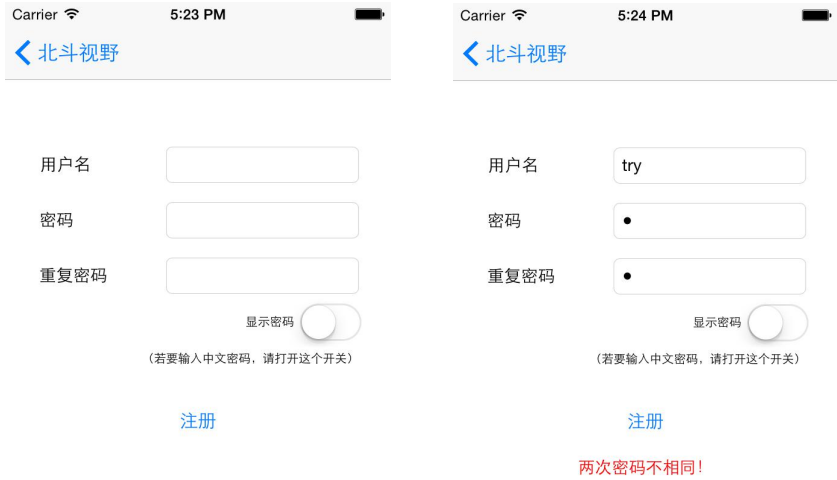 Carrier 5:23 PM
北斗视野
用户名
密码
重复密码
显示密码
（若要输入中文密码，请打开这个开关）
注册
Carrier 5:24 PM
北斗视野
用户名 try
密码 •
重复密码 •
显示密码
（若要输入中文密码，请打开这个开关）
注册
两次密码不相同！